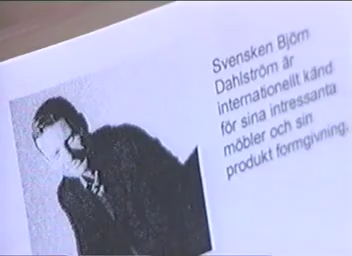 Svensken Björn
Dahlström är
internationellt känd
för sina intressanta
möbler och sin
produkt formgivning.